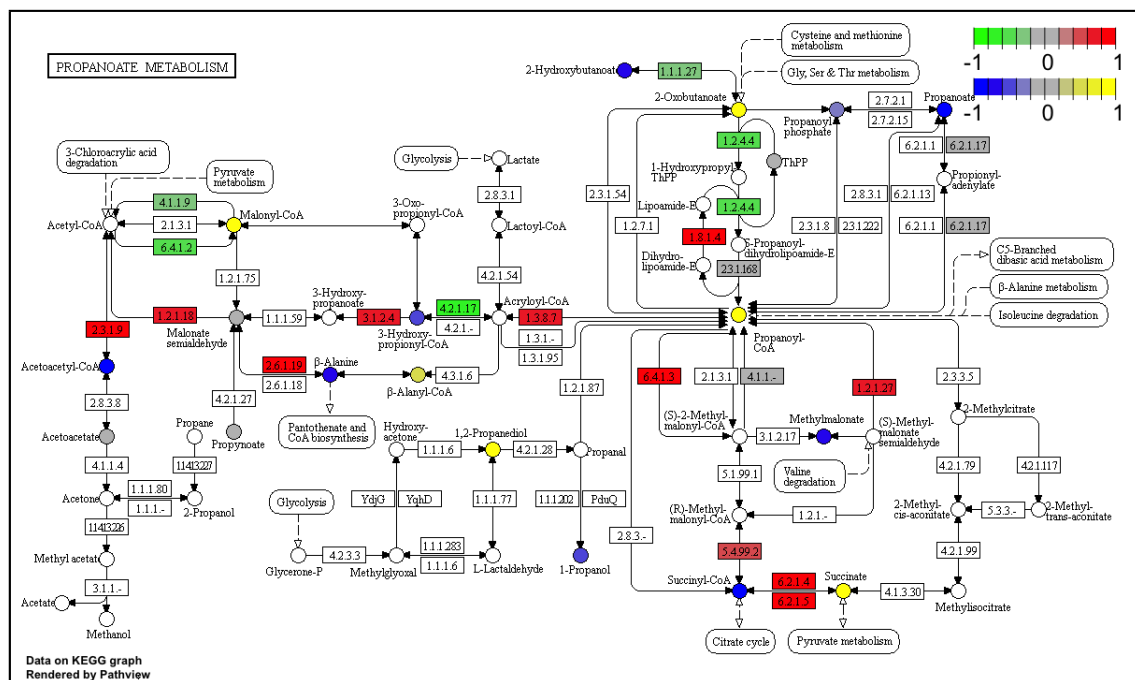 PROPANOATE METABOLISM
Cysteine and methionine
metabolism
Gly, Ser & Thr metabolism
-1 0 1
-1 0 1
2-Hydroxybutanoate
1.1.1.27
2-Oxobutanoate
Propanoyl
phosphate
2.7.2.1
2.7.2.15
Propanoate
3-Chloroacrylic acid
degradation
Pyruvate
metabolism
Glycolysis
Lactate
2.8.3.1
Lactoyl-CoA
4.2.1.54
Acryloyl-CoA
1.2.4.4
ThPP
1-Hydroxypropyl-
ThPP
Lipoamide-E
1.2.4.4
1.8.1.4
Dihydro-
lipoamide-E
S-Propanoyl-
dihydrolipoamide-E
2.3.1.168
2.3.1.54
1.2.7.1
2.3.1.8
2.3.1.222
2.8.3.1
6.2.1.13
6.2.1.1
6.2.1.17
Propionyl-
adenylate
6.2.1.1
6.2.1.17
C5-Branched
dibasic acid metabolism
β-Alanine metabolism
Isoleucine degradation
Acetyl-CoA
4.1.1.9
2.1.3.1
6.4.1.2
Malonyl-CoA
1.2.1.75
3-Oxo-
propionyl-CoA
1.2.1.18
Malonate
semialdehyde
1.1.1.59
3-Hydroxy-
propanoate
3.1.2.4
3-Hydroxy-
propionyl-CoA
4.2.1.17
4.2.1.-
1.3.8.7
1.3.1.-
1.3.1.95
Propanoyl-
CoA
2.3.1.9
Acetoacetyl-CoA
2.8.3.8
Acetoacetate
4.1.1.4
Acetone
1.14.13.226
Methyl acetat
3.1.1.-
Acetate
Methanol
Propane
1.14.13.227
1.1.1.80
1.1.1.-
2-Propanol
2.6.1.19
2.6.1.18
β-Alanine
β-Alanyl-CoA
4.3.1.6
4.2.1.27
Propynoate
Pantothenate and
CoA biosynthesis
Hydroxy-
acetone
1.1.1.6
1,2-Propanediol
4.2.1.28
Propanal
1.2.1.87
Glycolysis
YdjG
YqhD
1.1.1.77
1.1.1.202
PduQ
Glycerone-P
4.2.3.3
Methylglyoxal
1.1.1.283
1.1.1.6
L-Lactaldehyde
1-Propanol
6.4.1.3
2.1.3.1
4.1.1.-
1.2.1.27
2.3.3.5
(S)-2-Methyl-
malonyl-CoA
3.1.2.17
Methylmalonate
(S)-Methyl-
malonate
semialdehyde
Valine
degradation
5.1.99.1
(R)-Methyl-
malonyl-CoA
1.2.1.-
2.8.3.-
5.4.99.2
Succinyl-CoA
6.2.1.4
6.2.1.5
Succinate
4.1.3.30
Methylisocitrate
2-Methylcitrate
4.2.1.79
4.2.1.117
2-Methyl-
cis-aconitate
5.3.3.-
2-Methyl-
trans-aconitate
4.2.1.99
Citrate cycle
Pyruvate metabolism
Data on KEGG graph
Rendered by Pathview